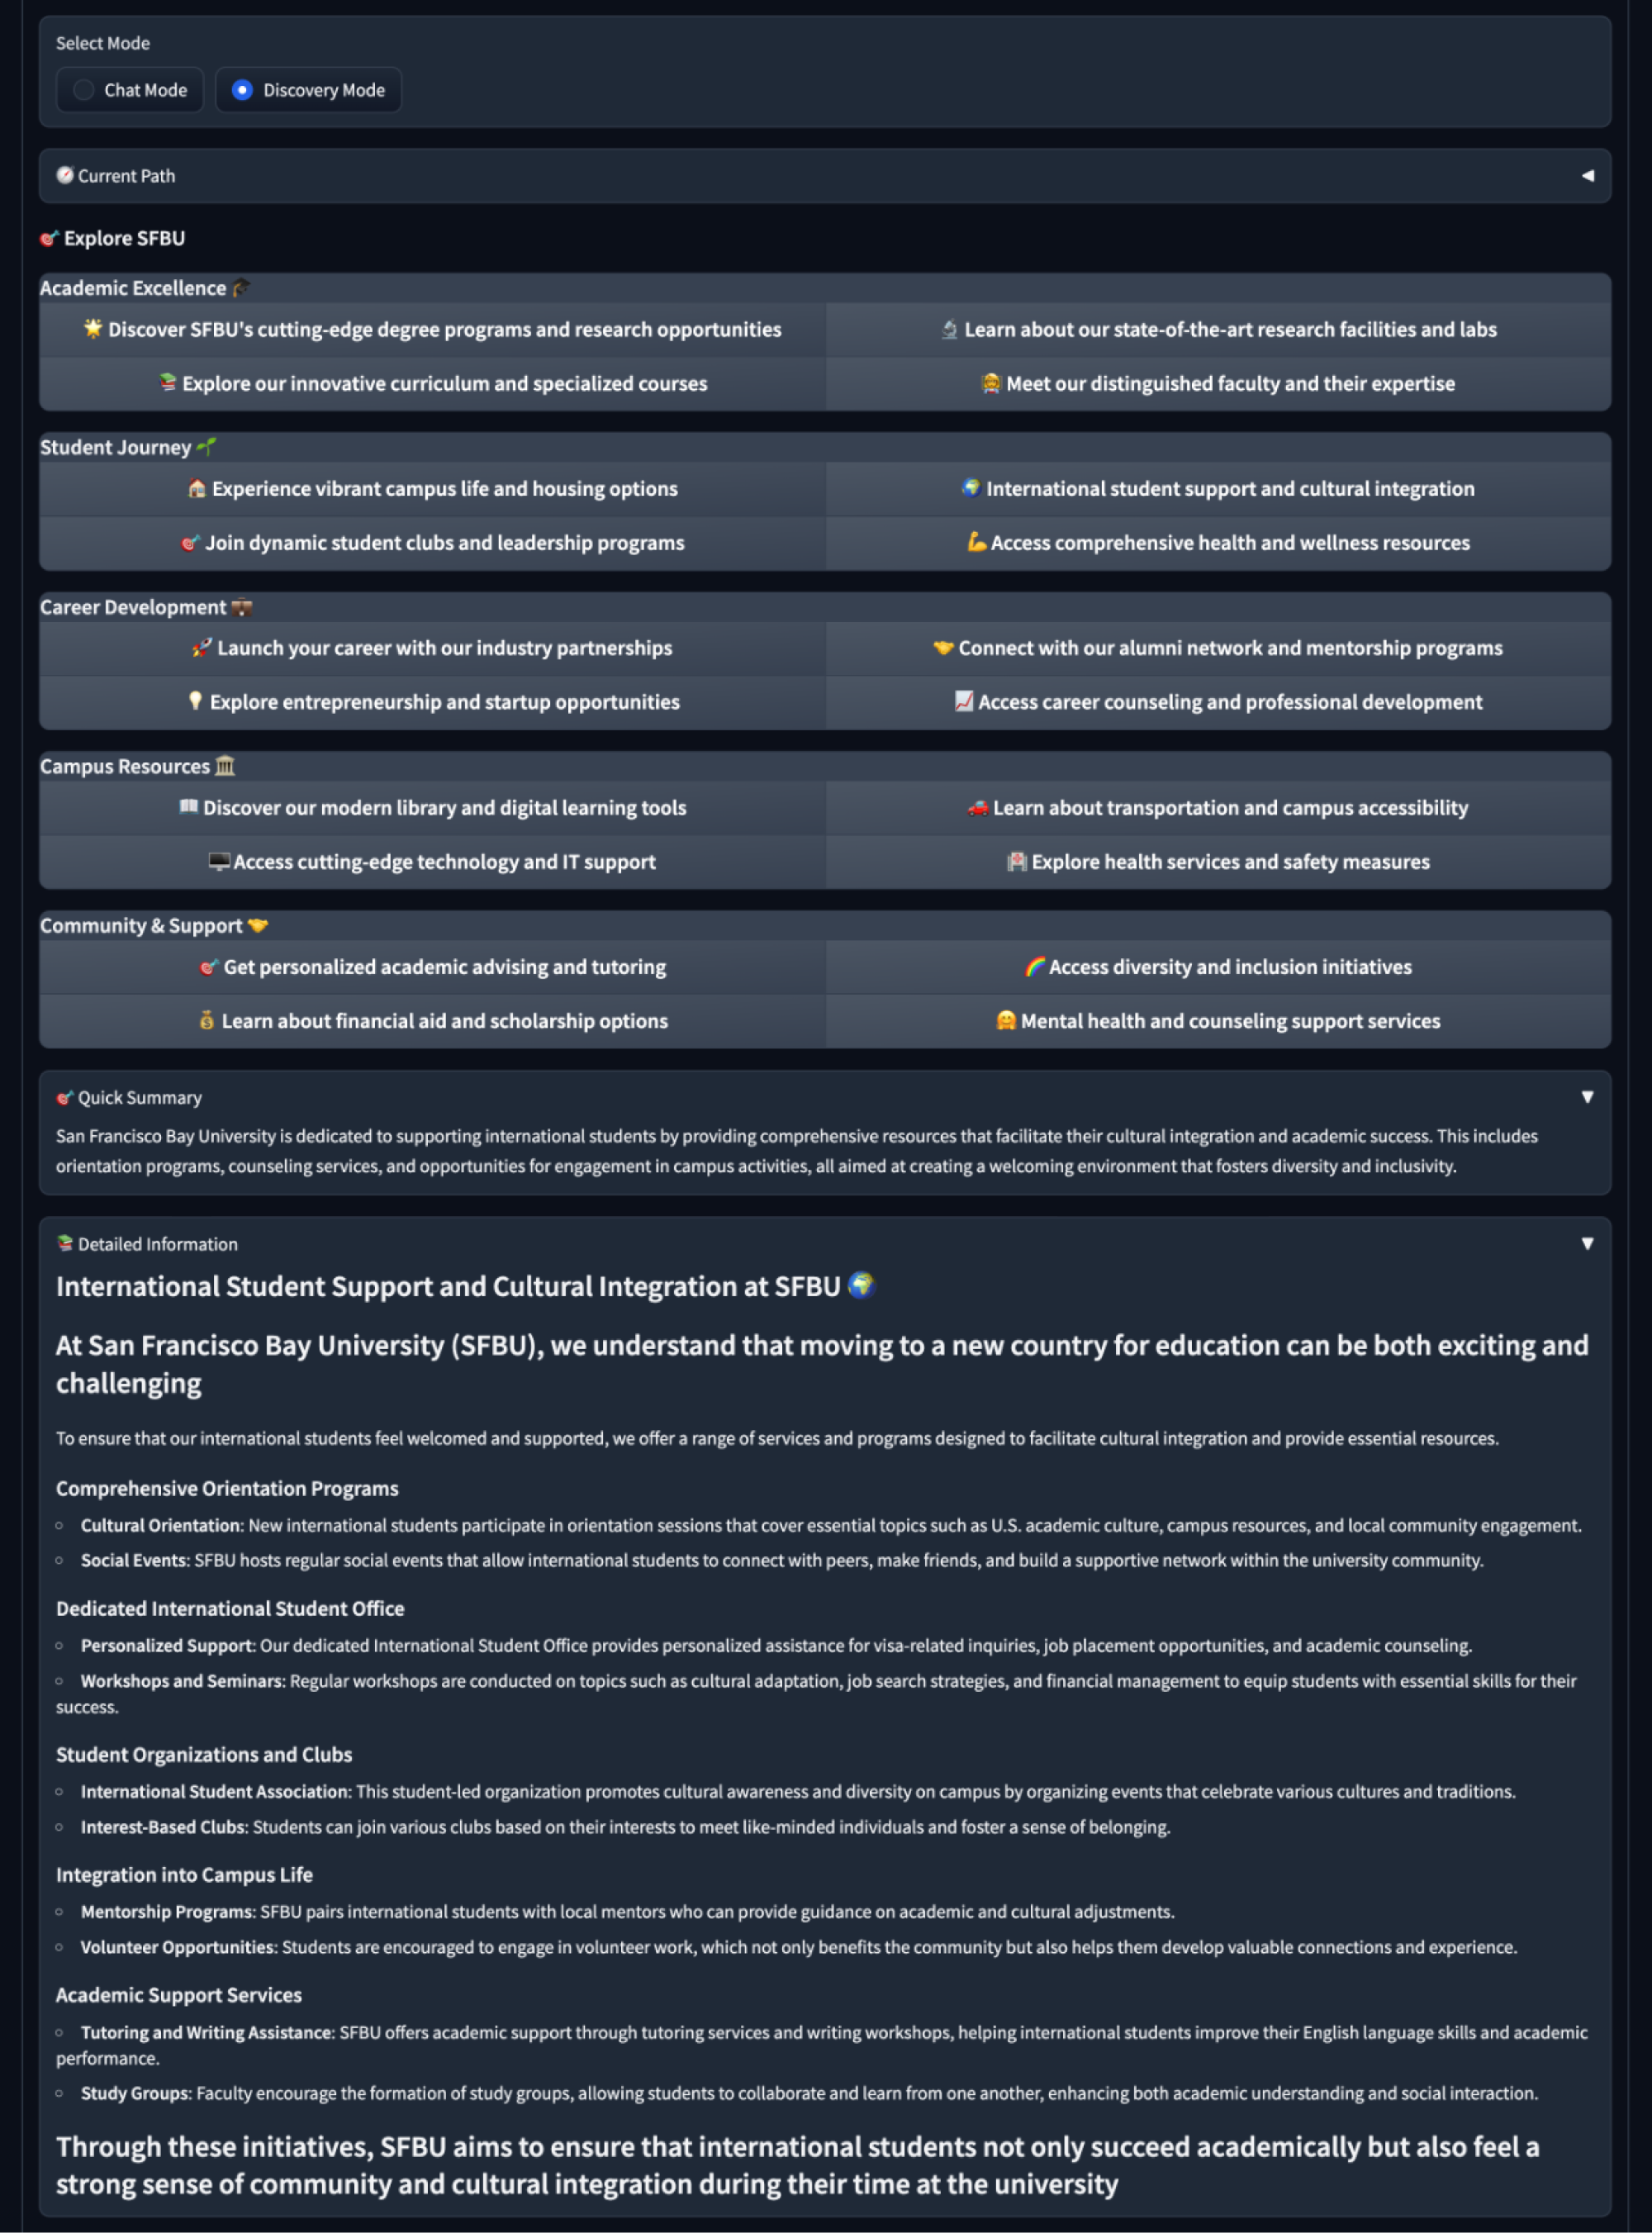 Select Mode
Chat Mode
Discovery Mode
Current Path
Explore SFBU
Academic Excellence
Discover SFBU's cutting-edge degree programs and research opportunities
Learn about our state-of-the-art research facilities and labs
Explore our innovative curriculum and specialized courses
Meet our distinguished faculty and their expertise
Student Journey
Experience vibrant campus life and housing options
International student support and cultural integration
Join dynamic student clubs and leadership programs
Access comprehensive health and wellness resources
Career Development
Launch your career with our industry partnerships
Connect with our alumni network and mentorship programs
Explore entrepreneurship and startup opportunities
Access career counseling and professional development
Campus Resources
Discover our modern library and digital learning tools
Learn about transportation and campus accessibility
Access cutting-edge technology and IT support
Explore health services and safety measures
Community & Support
Get personalized academic advising and tutoring
Access diversity and inclusion initiatives
Learn about financial aid and scholarship options
Mental health and counseling support services
Quick Summary
San Francisco Bay University is dedicated to supporting international students by providing comprehensive resources that facilitate their cultural integration and academic success. This includes
orientation programs, counseling services, and opportunities for engagement in campus activities, all aimed at creating a welcoming environment that fosters diversity and inclusivity.
Detailed Information
International Student Support and Cultural Integration at SFBU
At San Francisco Bay University (SFBU), we understand that moving to a new country for education can be both exciting and
challenging
To ensure that our international students feel welcomed and supported, we offer a range of services and programs designed to facilitate cultural integration and provide essential resources.
Comprehensive Orientation Programs
Cultural Orientation: New international students participate in orientation sessions that cover essential topics such as U.S. academic culture, campus resources, and local community engagement.
Social Events: SFBU hosts regular social events that allow international students to connect with peers, make friends, and build a supportive network within the university community.
Dedicated International Student Office
Personalized Support: Our dedicated International Student Office provides personalized assistance for visa-related inquiries, job placement opportunities, and academic counseling.
Workshops and Seminars: Regular workshops are conducted on topics such as cultural adaptation, job search strategies, and financial management to equip students with essential skills for their
success.
Student Organizations and Clubs
International Student Association: This student-led organization promotes cultural awareness and diversity on campus by organizing events that celebrate various cultures and traditions.
Interest-Based Clubs: Students can join various clubs based on their interests to meet like-minded individuals and foster a sense of belonging.
Integration into Campus Life
Mentorship Programs: SFBU pairs international students with local mentors who can provide guidance on academic and cultural adjustments.
Volunteer Opportunities: Students are encouraged to engage in volunteer work, which not only benefits the community but also helps them develop valuable connections and experience.
Academic Support Services
Tutoring and Writing Assistance: SFBU offers academic support through tutoring services and writing workshops, helping international students improve their English language skills and academic
performance.
Study Groups: Faculty encourage the formation of study groups, allowing students to collaborate and learn from one another, enhancing both academic understanding and social interaction.
Through these initiatives, SFBU aims to ensure that international students not only succeed academically but also feel a
strong sense of community and cultural integration during their time at the university